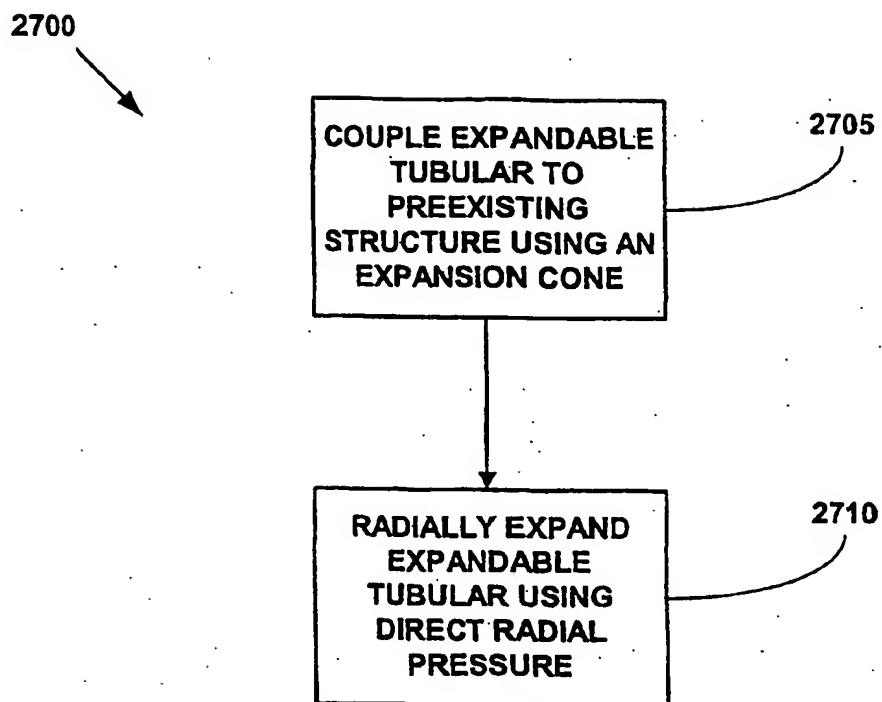 2700
COUPLE EXPANDABLE
TUBULAR TO
PREEXISTING
STRUCTURE USING AN
EXPANSION CONE
2705
RADIALLY EXPAND
EXPANDABLE
TUBULAR USING
DIRECT RADIAL
PRESSURE
2710